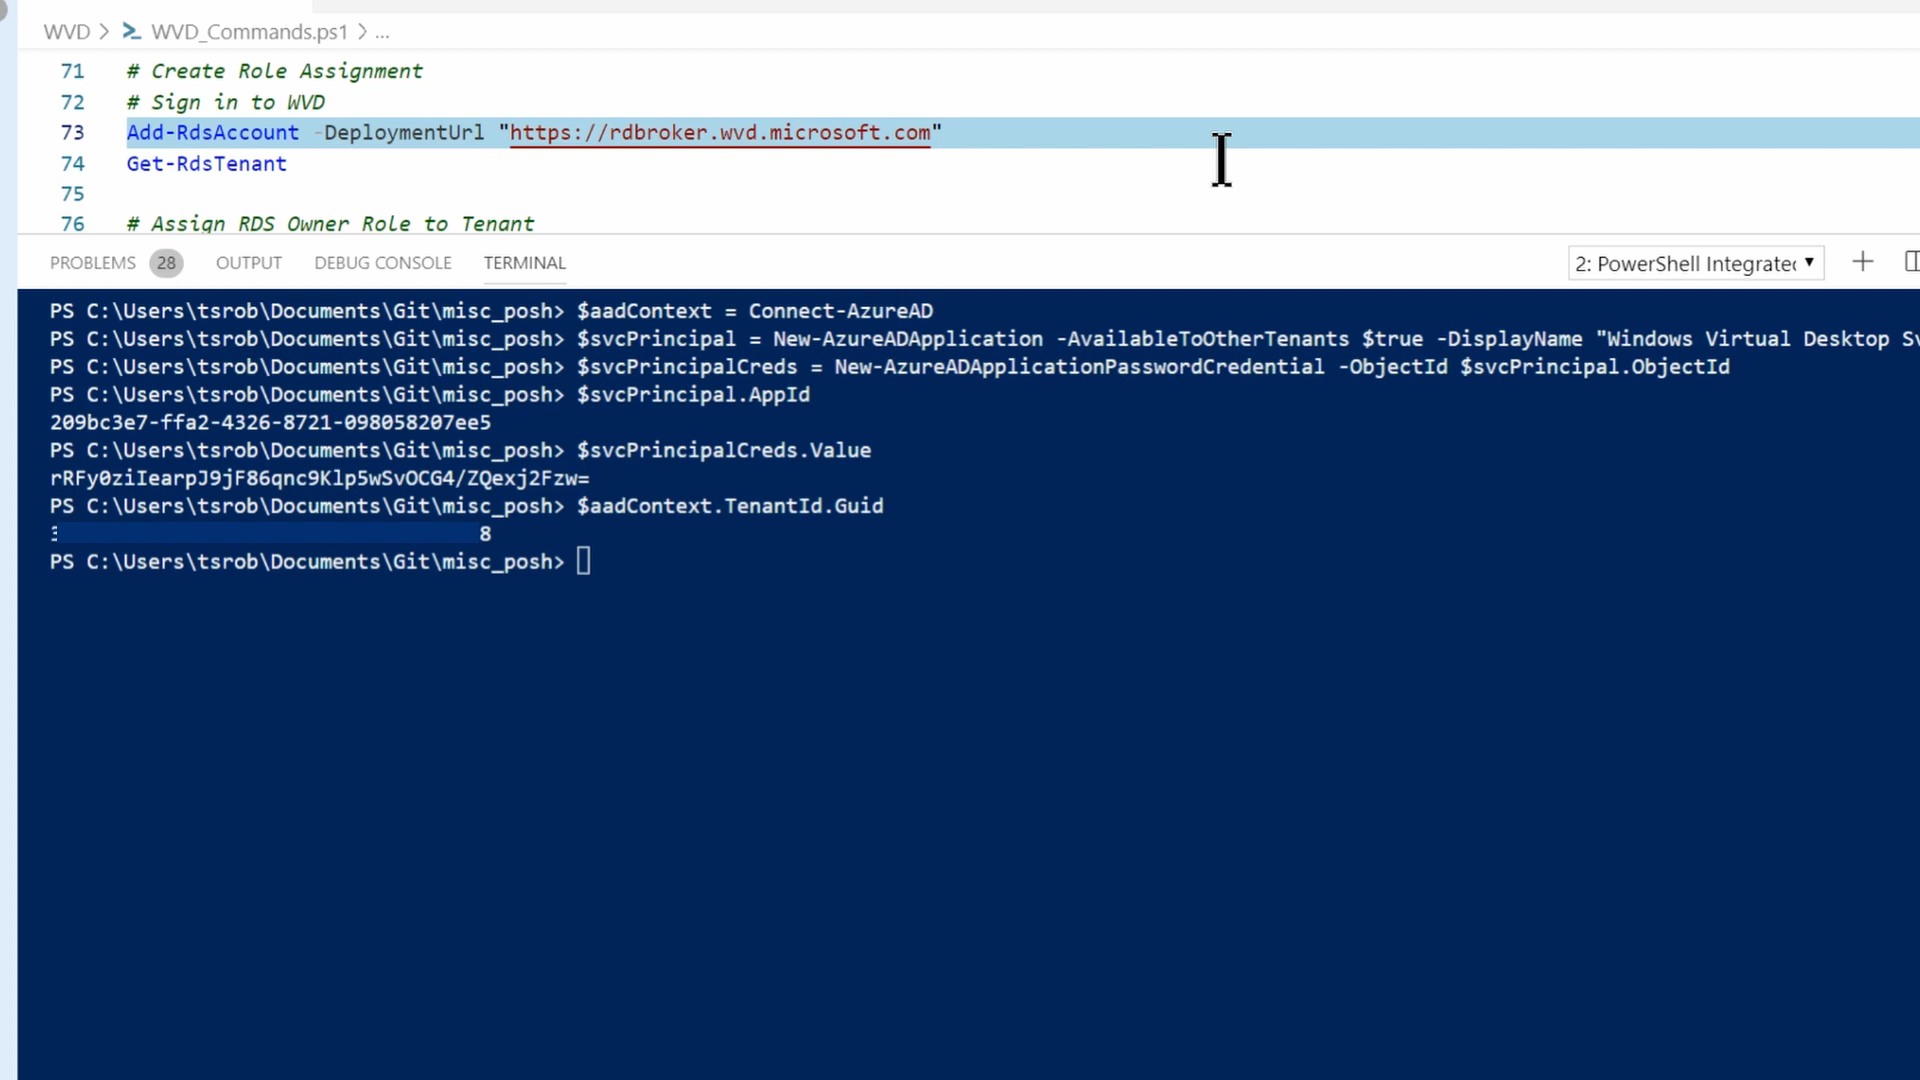 WVD > WVD_Commands.ps1 > ...
71 # Create Role Assignment
72 # Sign in to WVD
73 Add-RdsAccount -DeploymentUrl "https://rdbroker.wvd.microsoft.com"
74 Get-RdsTenant
75
76 # Assign RDS Owner Role to Tenant
PROBLEMS 28 OUTPUT DEBUG CONSOLE TERMINAL 2: PowerShell Integrated
PS C:\Users\tsrob\Documents\Git\misc_posh> $aadContext = Connect-AzureAD
PS C:\Users\tsrob\Documents\Git\misc_posh> $svcPrincipal = New-AzureADApplication -AvailableToOtherTenants $true -DisplayName "Windows Virtual Desktop Sv
PS C:\Users\tsrob\Documents\Git\misc_posh> $svcPrincipalCreds = New-AzureADApplicationPasswordCredential -ObjectId $svcPrincipal.ObjectId
PS C:\Users\tsrob\Documents\Git\misc_posh> $svcPrincipal.AppId
209bc3e7-ffa2-4326-8721-098058207ee5
PS C:\Users\tsrob\Documents\Git\misc_posh> $svcPrincipalCreds.Value
rRFy0ziIearpJ9jF86qnc9Klp5wSvOCG4/ZQexj2Fzw=
PS C:\Users\tsrob\Documents\Git\misc_posh> $aadContext.TenantId.Guid
8
PS C:\Users\tsrob\Documents\Git\misc_posh>